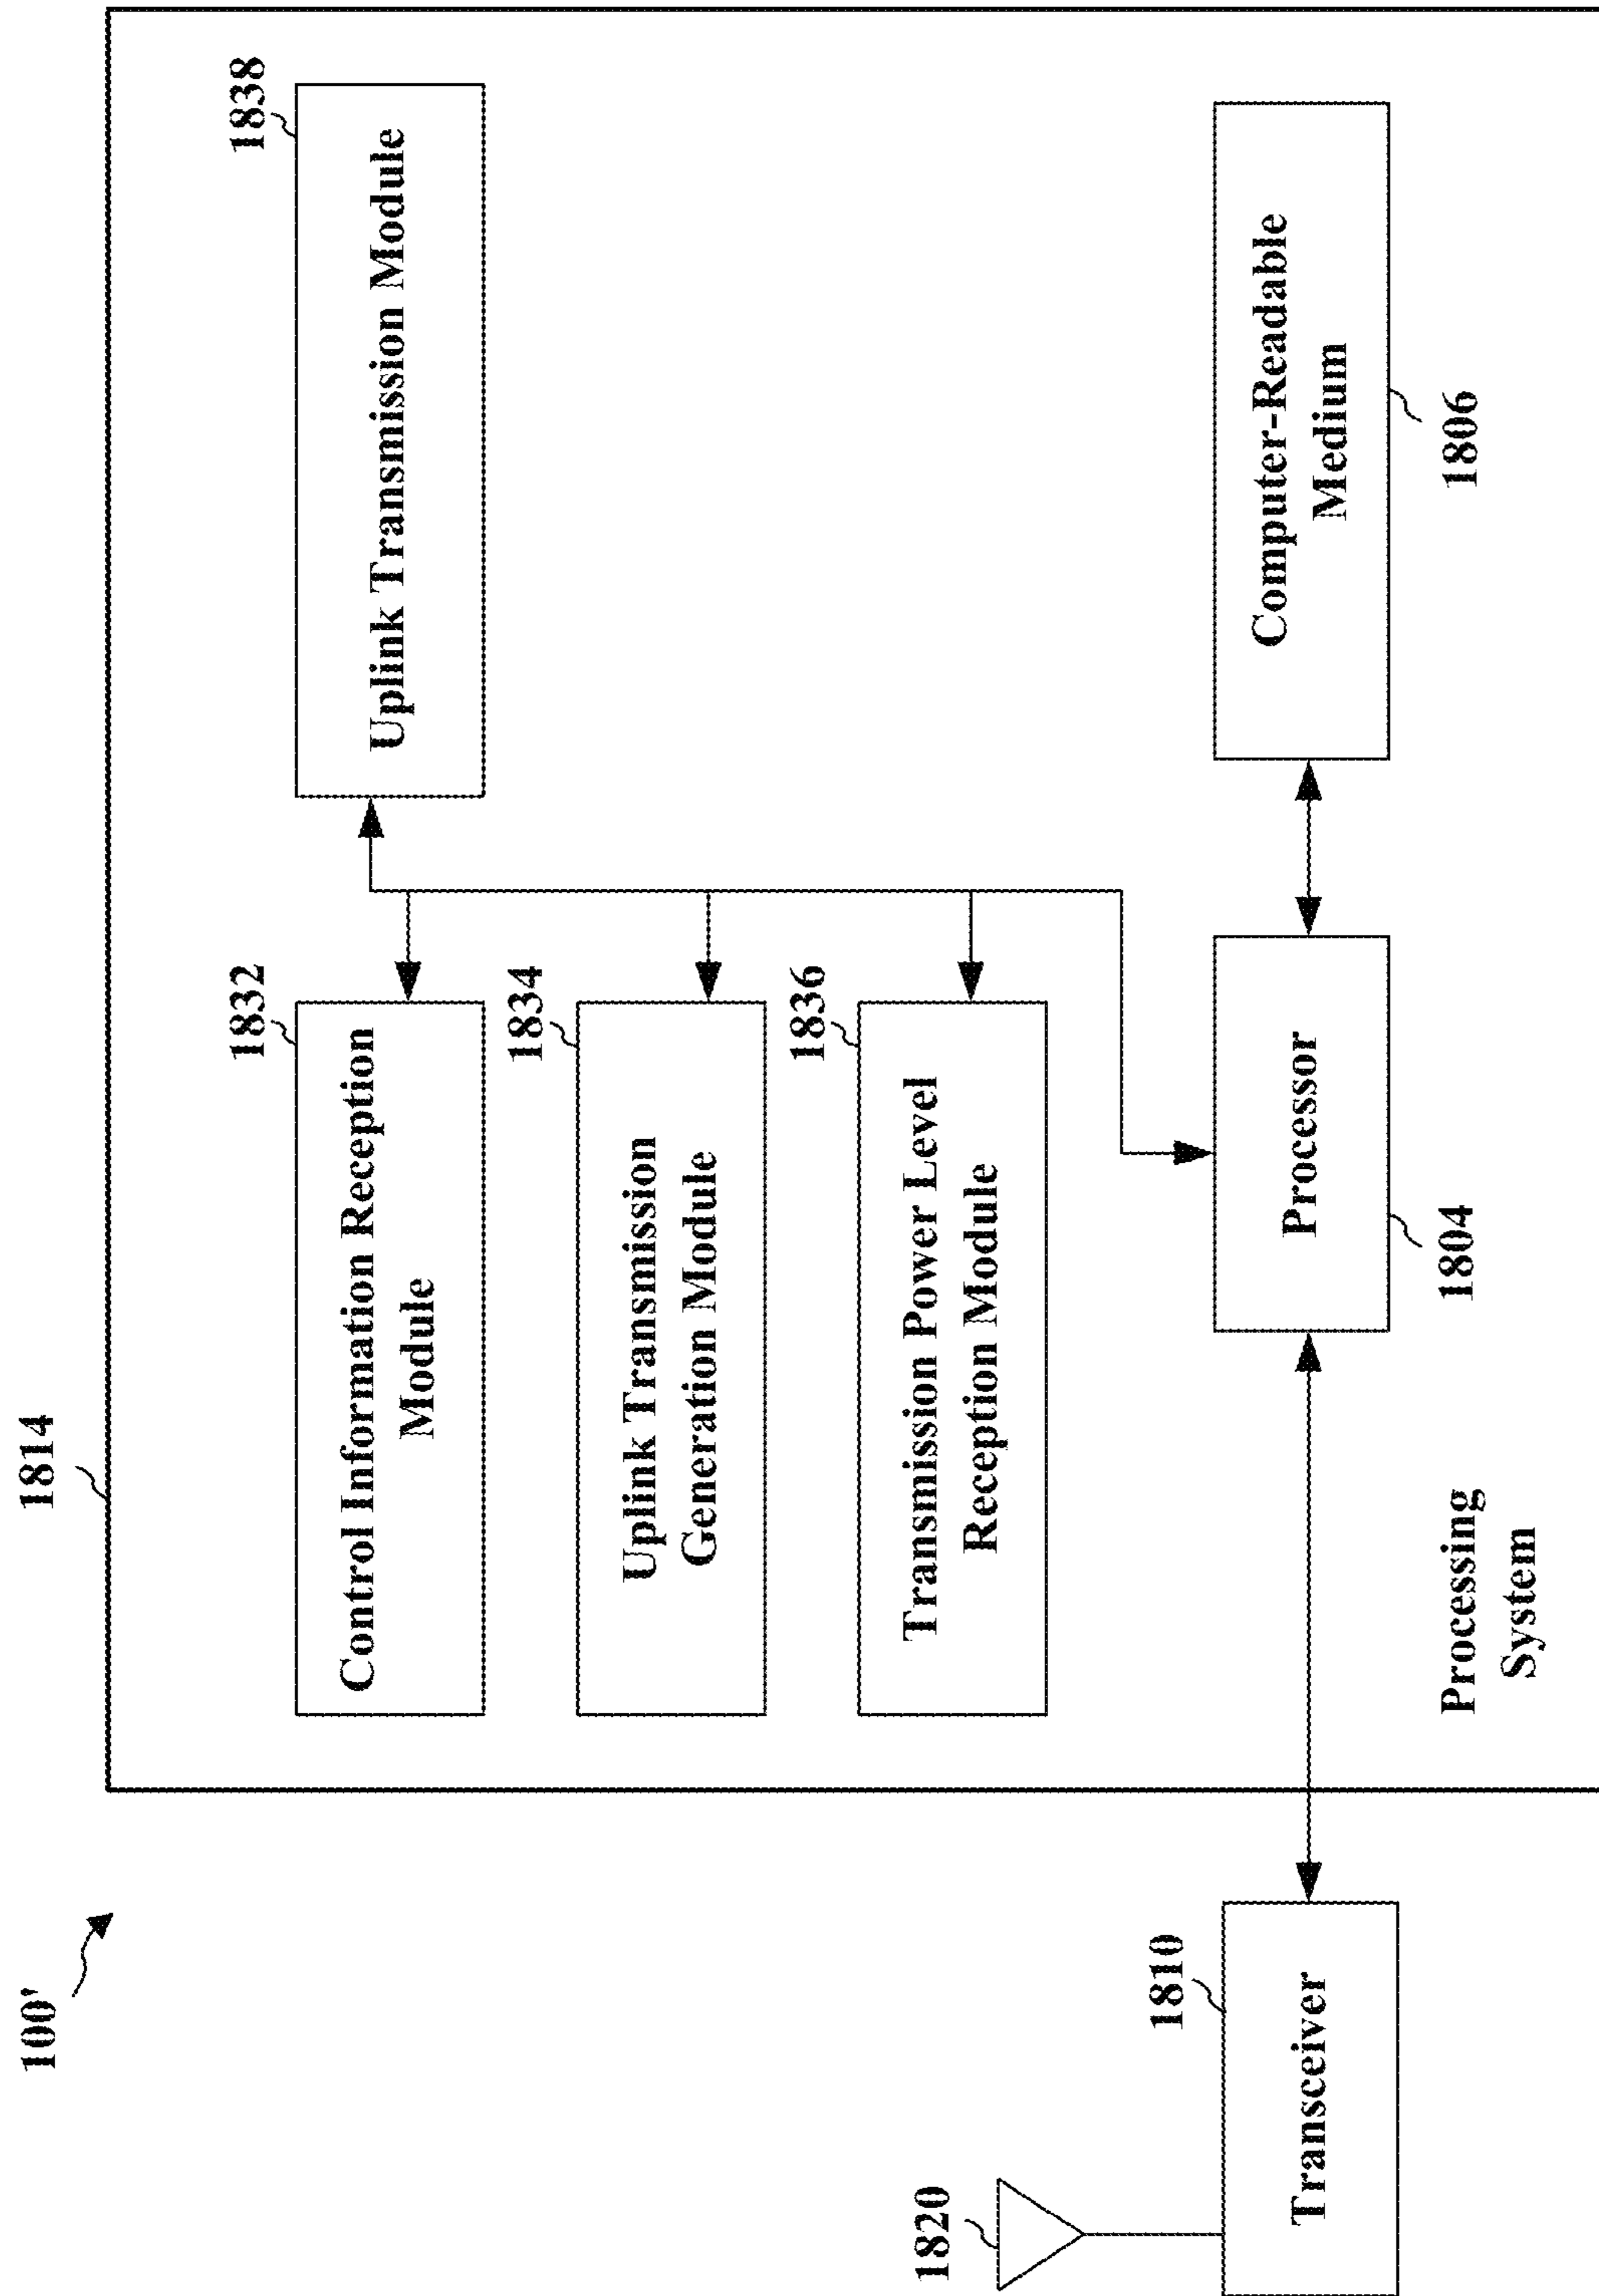 100'
1814
1832
Control Information Reception
Module
1838
Uplink Transmission Module
1834
Uplink Transmission
Generation Module
1836
Transmission Power Level
Reception Module
1820
1810
Transceiver
Processor
1804
Computer-Readable
Medium
1806
Processing
System